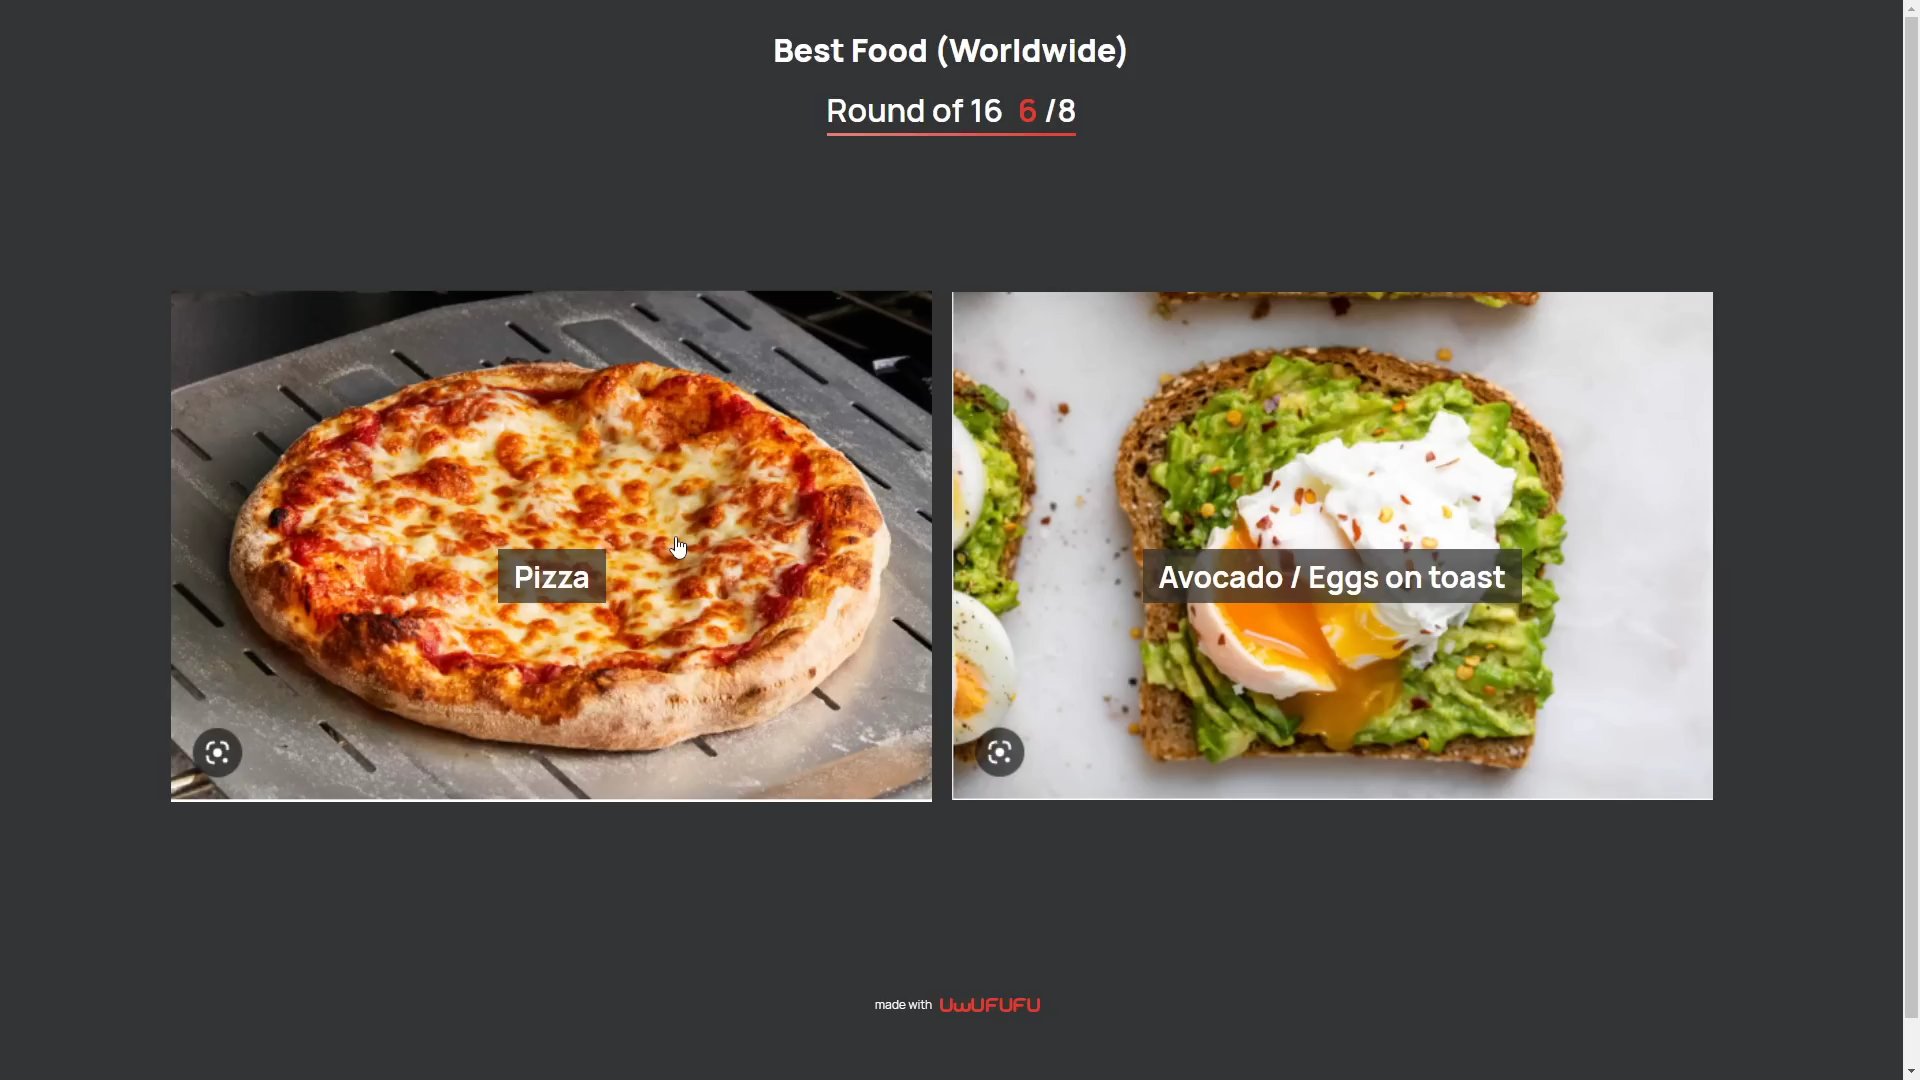 Best Food (Worldwide)
Round of 16 6 /8
Pizza
Avocado / Eggs on toast
made with UwUFUFU